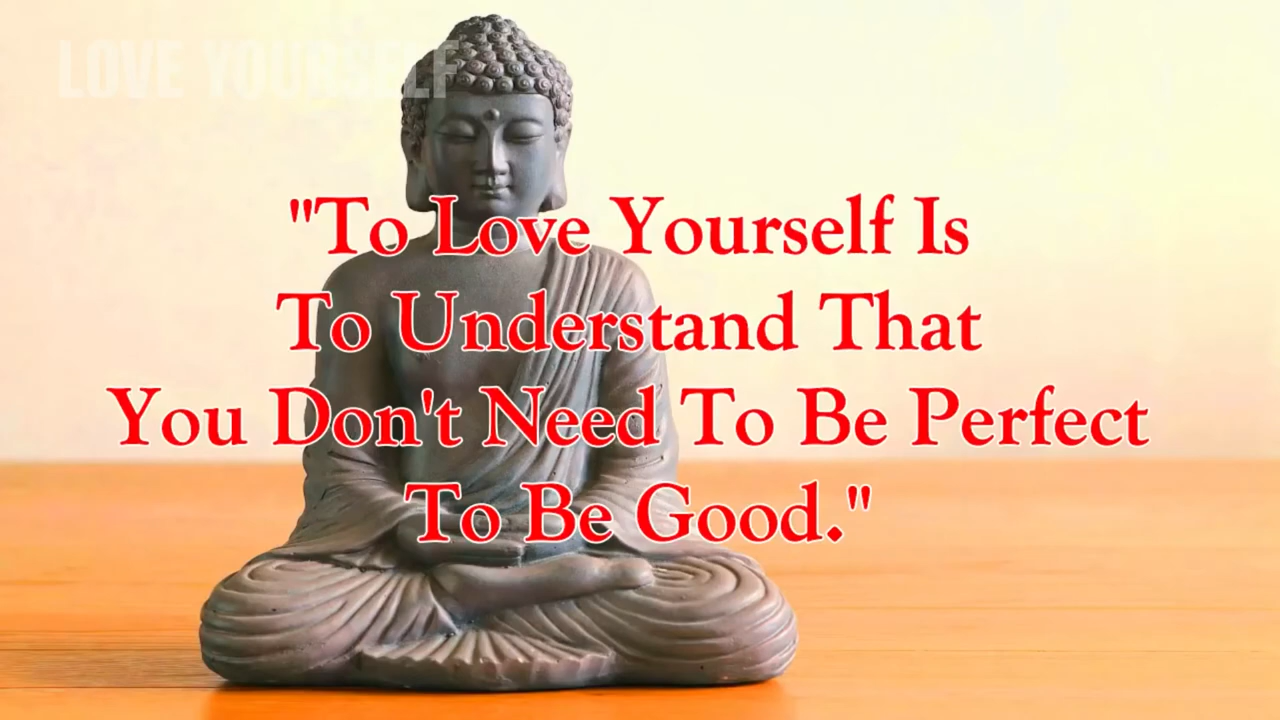 LOVE YOURSELF
"To Love Yourself Is
To Understand That
You Don't Need To Be Perfect
To Be Good."